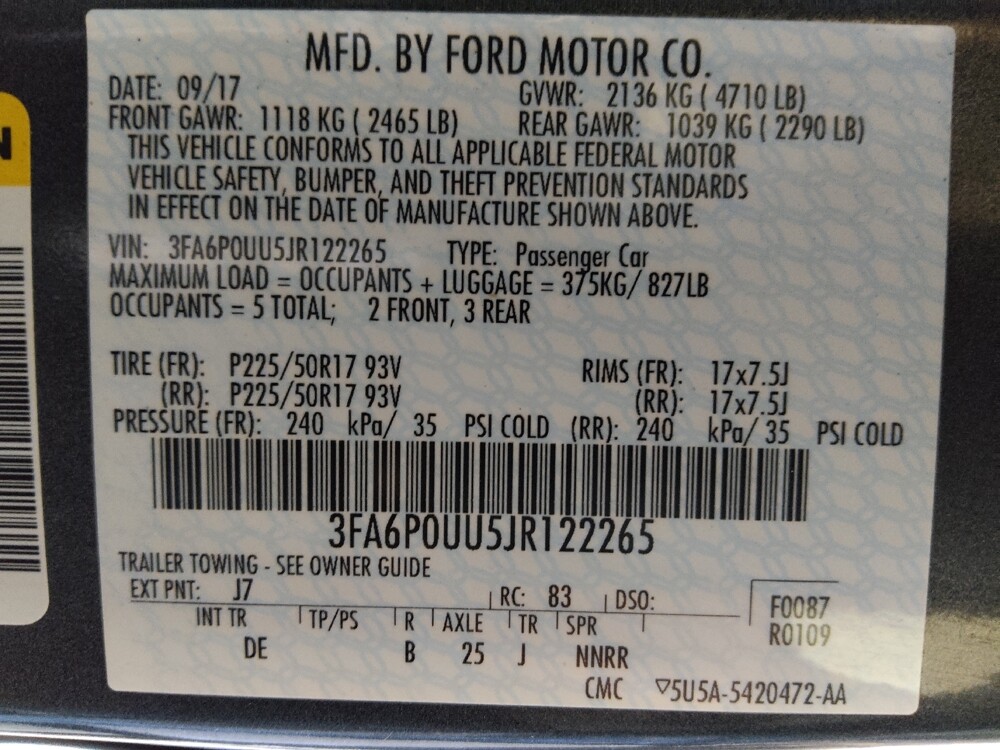 MFD. BY FORD MOTOR CO.
DATE: 09/17 GVWR: 2136 KG ( 4710 LB)
FRONT GAWR: 1118 KG ( 2465 LB) REAR GAWR: 1039 KG ( 2290 LB)
THIS VEHICLE CONFORMS TO ALL APPLICABLE FEDERAL MOTOR
VEHICLE SAFETY, BUMPER, AND THEFT PREVENTION STANDARDS
IN EFFECT ON THE DATE OF MANUFACTURE SHOWN ABOVE.
VIN: 3FA6P0UU5JR122265 TYPE: Passenger Car
MAXIMUM LOAD = OCCUPANTS + LUGGAGE = 375KG/ 827LB
OCCUPANTS = 5 TOTAL; 2 FRONT, 3 REAR
TIRE (FR): P225/50R17 93V RIMS (FR): 17x7.5J
(RR): P225/50R17 93V (RR): 17x7.5J
PRESSURE (FR): 240 kPa/ 35 PSI COLD (RR): 240 kPa/ 35 PSI COLD
3FA6P0UU5JR122265
TRAILER TOWING - SEE OWNER GUIDE
EXT PNT: J7 RC: 83 DSO: F0087
INT TR TP/PS R AXLE TR SPR R0109
DE B 25 J NNRR
CMC ▽5U5A-5420472-AA
N